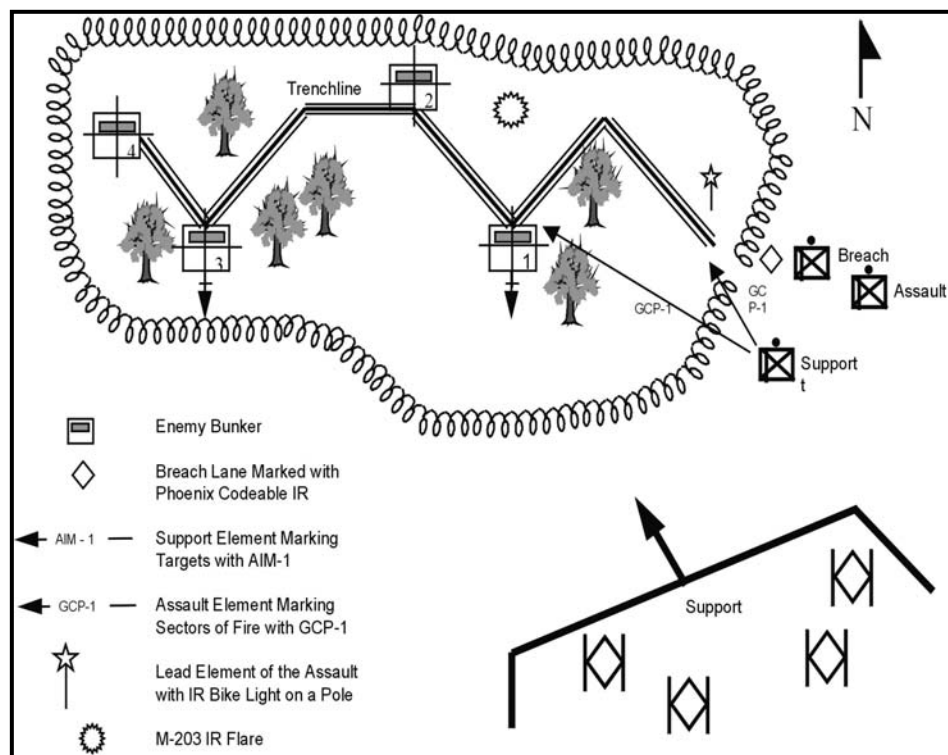 Trenchline
2
4
3
1
N
Breach
Assault
GC
P-1
GCP-1
Support
t
Enemy Bunker
Breach Lane Marked with
Phoenix Codeable IR
AIM - 1
Support Element Marking
Targets with AIM-1
GCP-1
Assault Element Marking
Sectors of Fire with GCP-1
Lead Element of the Assault
with IR Bike Light on a Pole
M-203 IR Flare
Support